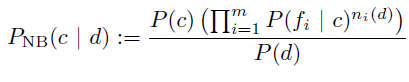 P_NB(c | d) := P(c) (∏_{i=1}^{m} P(f_i | c)^{n_i(d)}) / P(d)